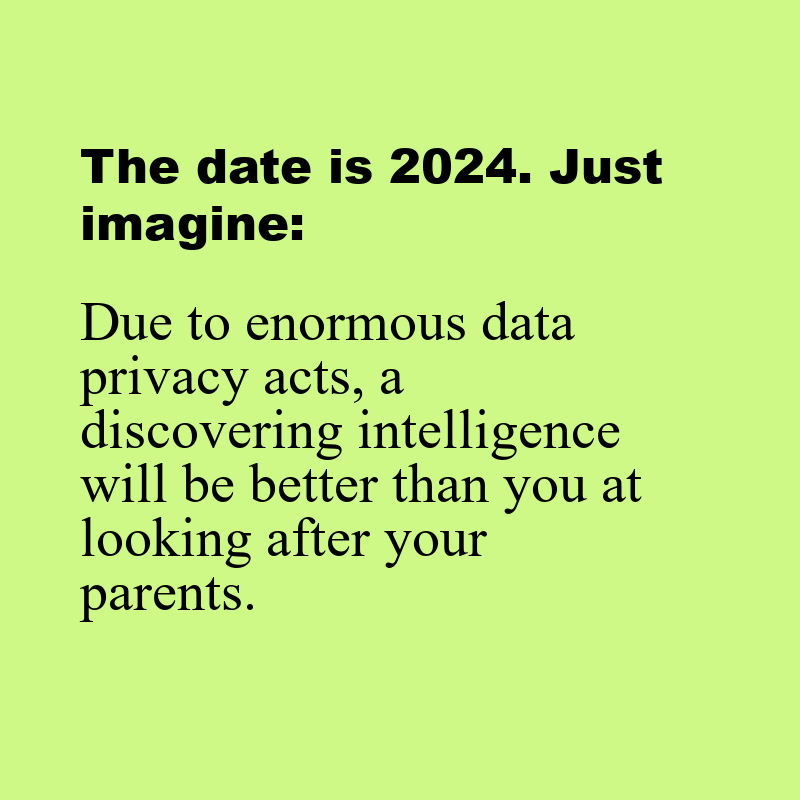 The date is 2024. Just
imagine:
Due to enormous data
privacy acts, a
discovering intelligence
will be better than you at
looking after your
parents.